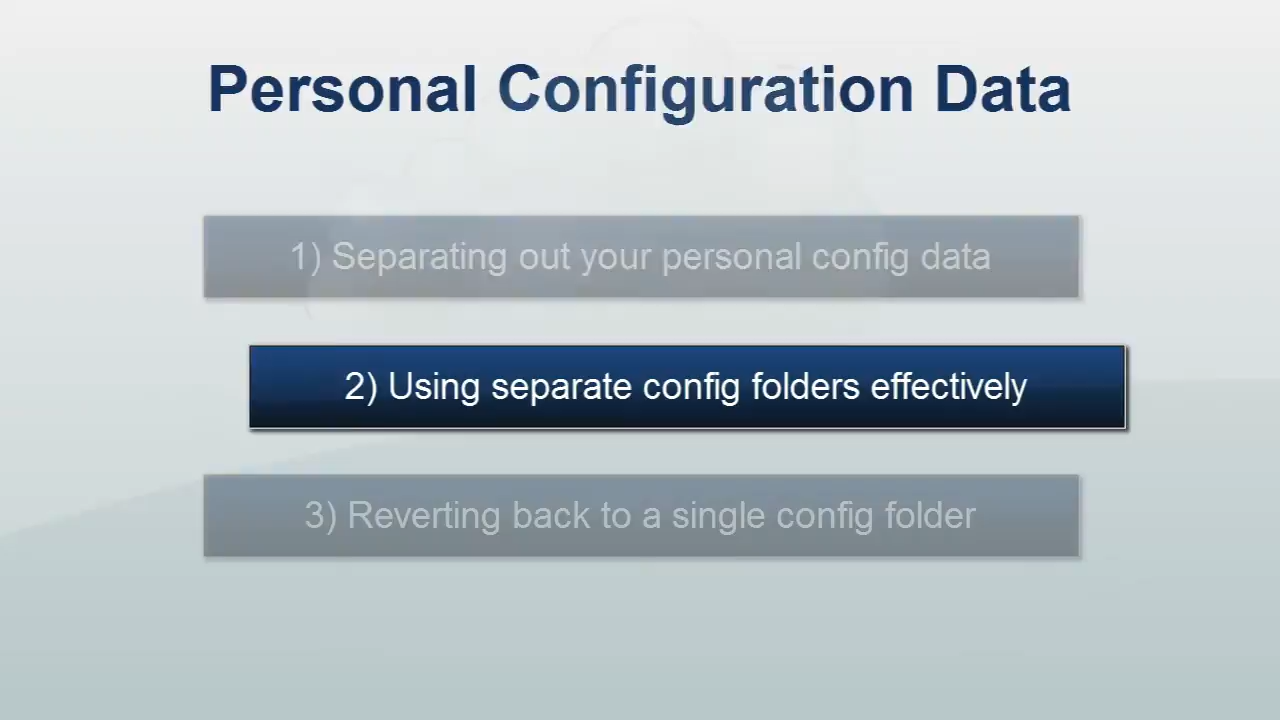 Personal Configuration Data
1) Separating out your personal config data
2) Using separate config folders effectively
3) Reverting back to a single config folder